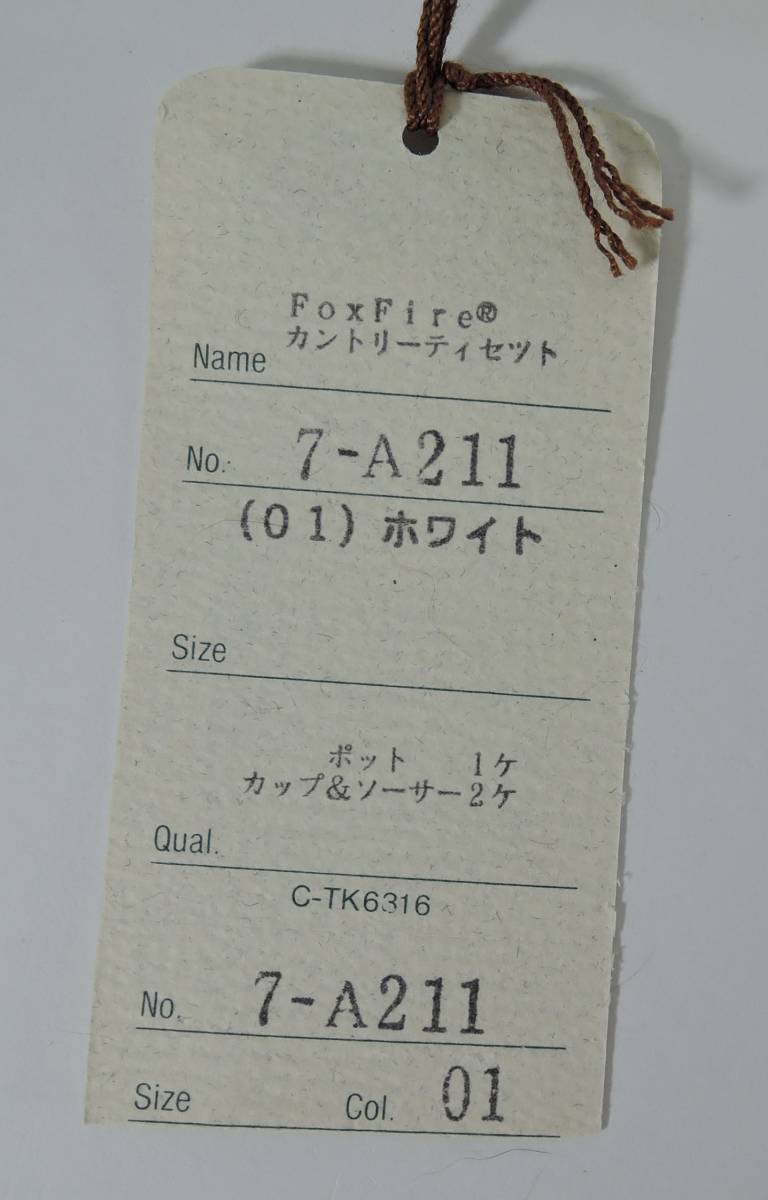 FoxFire®
カントリーティセット
Name
No. 7-A211
(01) ホワイト
Size
ポット 1ケ
カップ&ソーサー2ケ
Qual.
C-TK6316
No. 7-A211
Size Col. 01